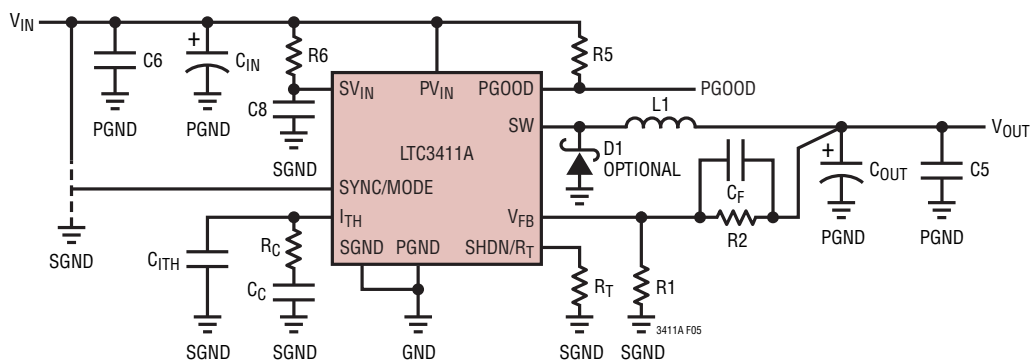 VIN
C6
CIN
+
R6
R5
PGOOD
PGND
PGND
C8
SGND
SVIN
PVIN
PGOOD
SW
LTC3411A
SYNC/MODE
ITH
SGND
PGND
VFB
SHDN/RT
L1
D1
OPTIONAL
VOUT
CF
R2
+
COUT
C5
PGND
PGND
SGND
CITH
RC
CC
SGND
SGND
GND
RT
SGND
R1
SGND
3411A F05